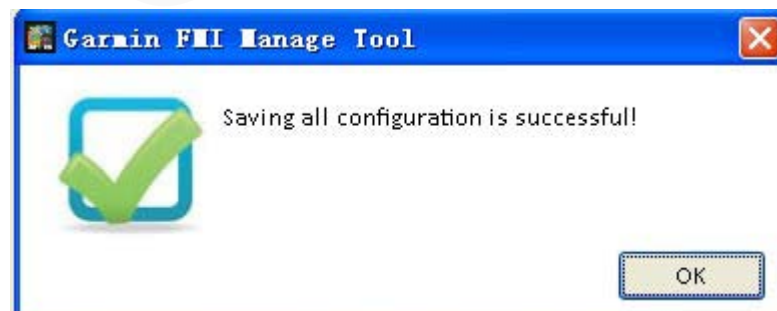 Garmin FMI Manage Tool
Saving all configuration is successful!
OK